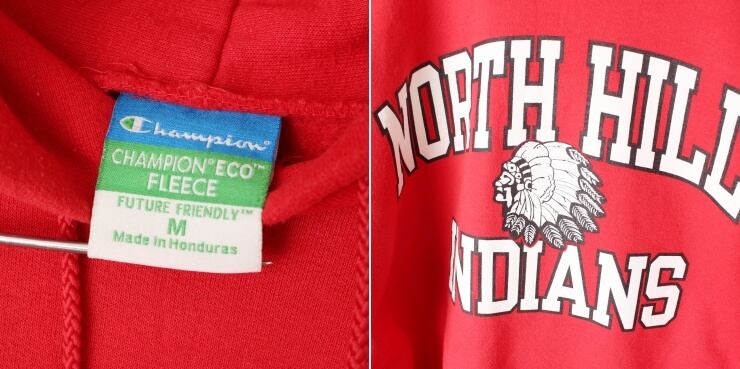 Champion
CHAMPION® ECO™
FLEECE
FUTURE FRIENDLY™
M
Made in Honduras
NORTH HILL
INDIANS